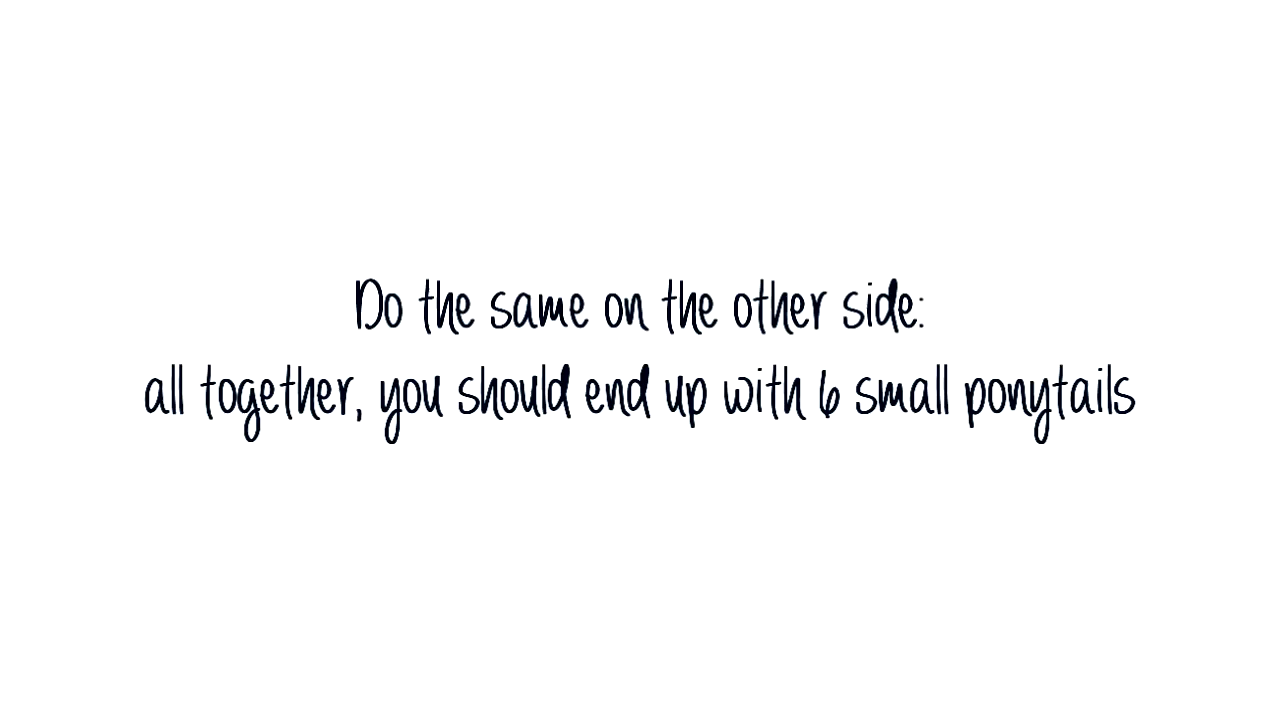 Do the same on the other side:
all together, you should end up with 6 small ponytails